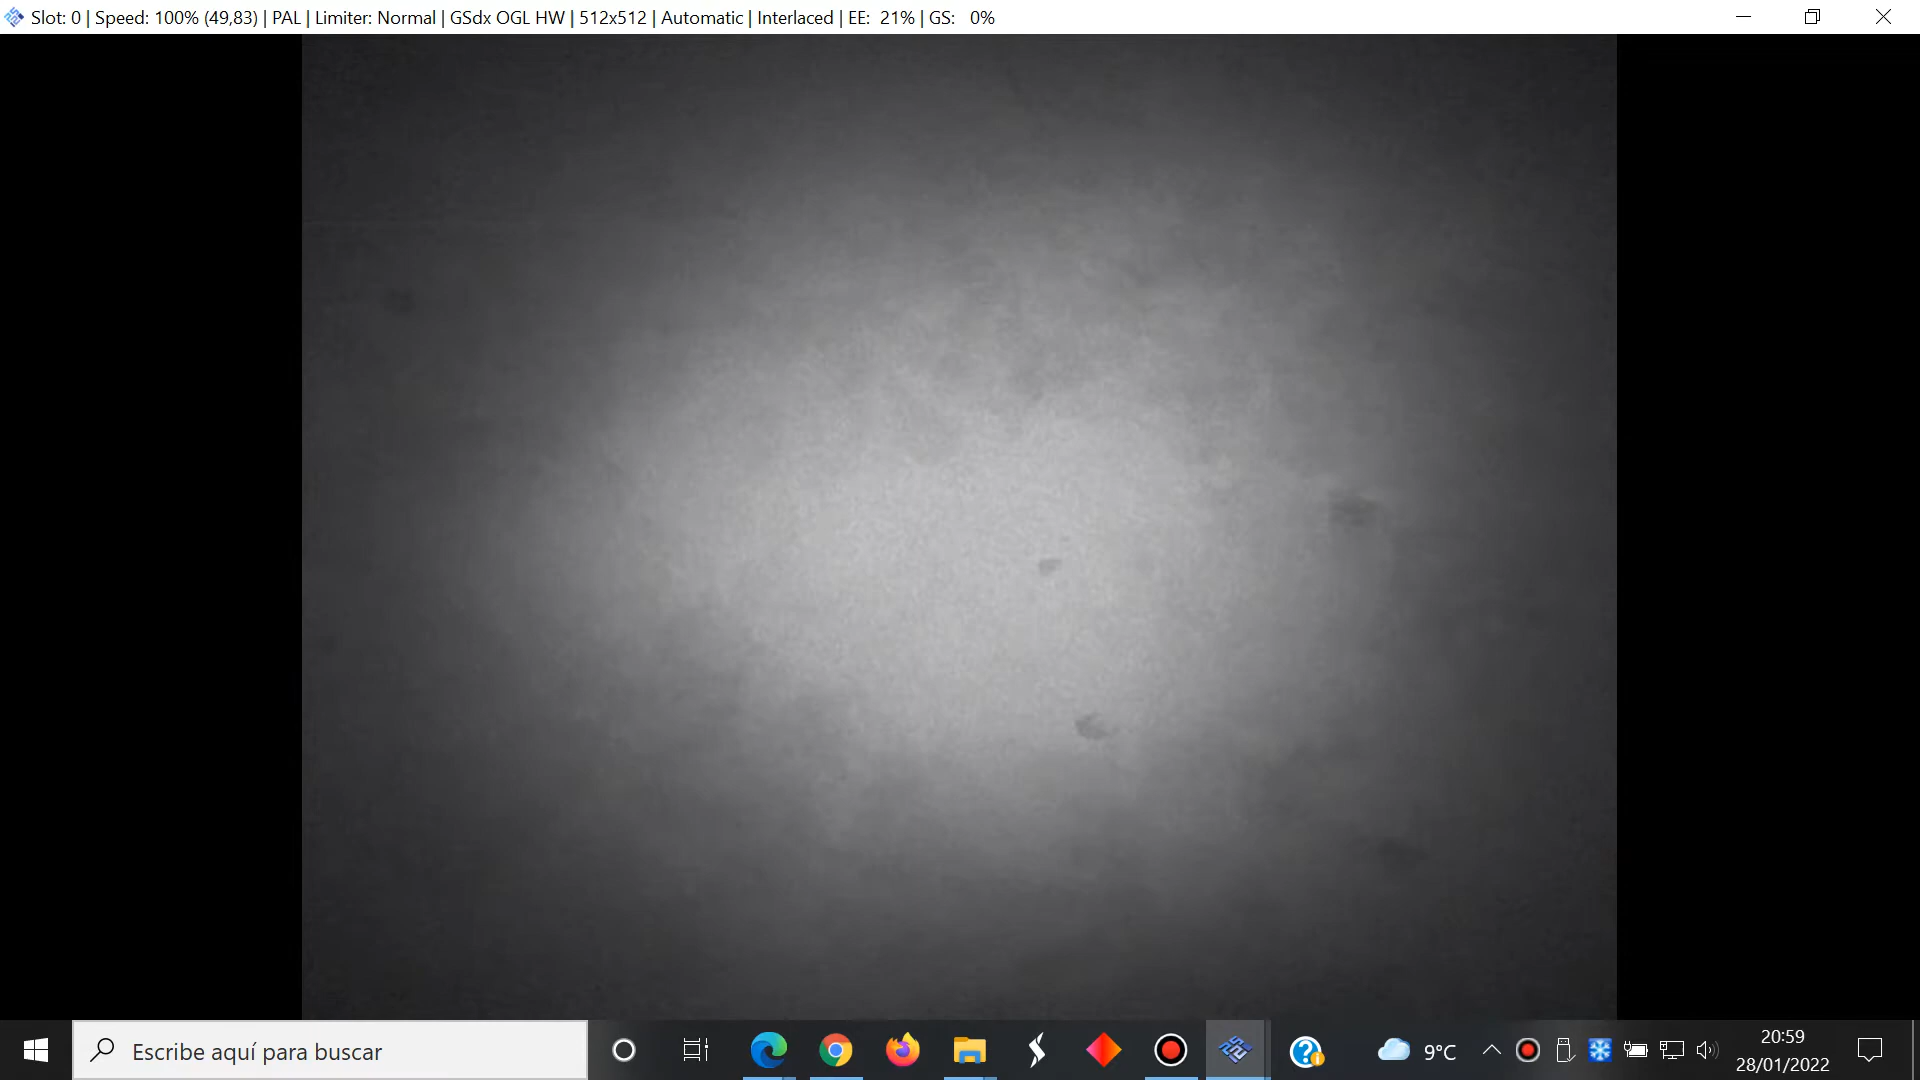 Slot: 0 | Speed: 100% (49,83) | PAL | Limiter: Normal | GSdx OGL HW | 512x512 | Automatic | Interlaced | EE:  21% | GS:   0%
Escribe aquí para buscar
9°C
20:59
28/01/2022